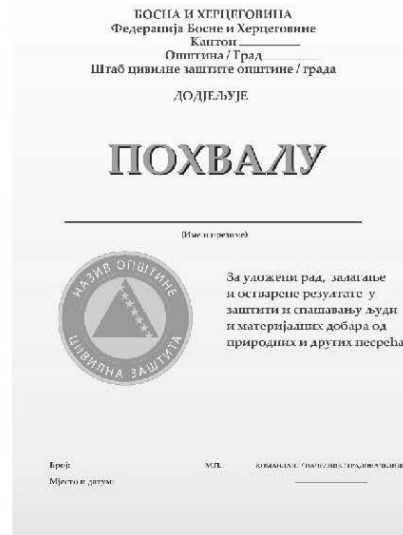 БОСНА И ХЕРЦЕГОВИНА
Федерација Босне и Херцеговине
Кантон
Општина / Град
Штаб цивилне заштите општине / града
ДОДЈЕЉУЈЕ
ПОХВАЛУ
(Име и презиме)
НАЗИВ ОПШТИНЕ
ЦИВИЛНА ЗАШТИТА
За уложени рад, залагање
и остварене резултате у
заштити и спашавању људи
и материјалних добара од
природних и других несрећа
Број:
М.П.
Мјесто и датум: